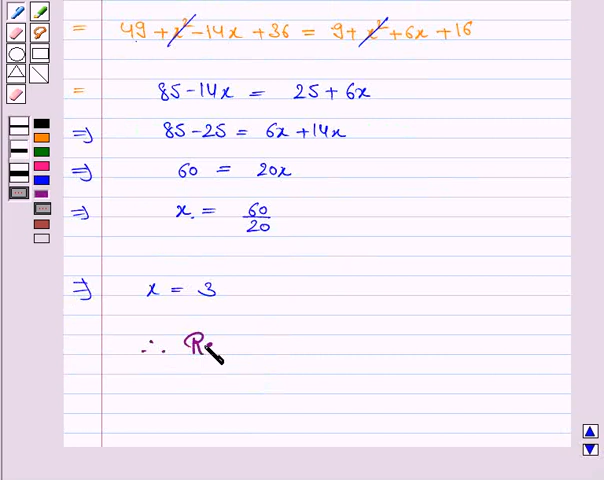 = 49 + x² - 14x + 36 = 9 + x² + 6x + 16
= 85 - 14x = 25 + 6x
⇒ 85 - 25 = 6x + 14x
⇒ 60 = 20x
⇒ x = 60/20
⇒ x = 3
∴ Re